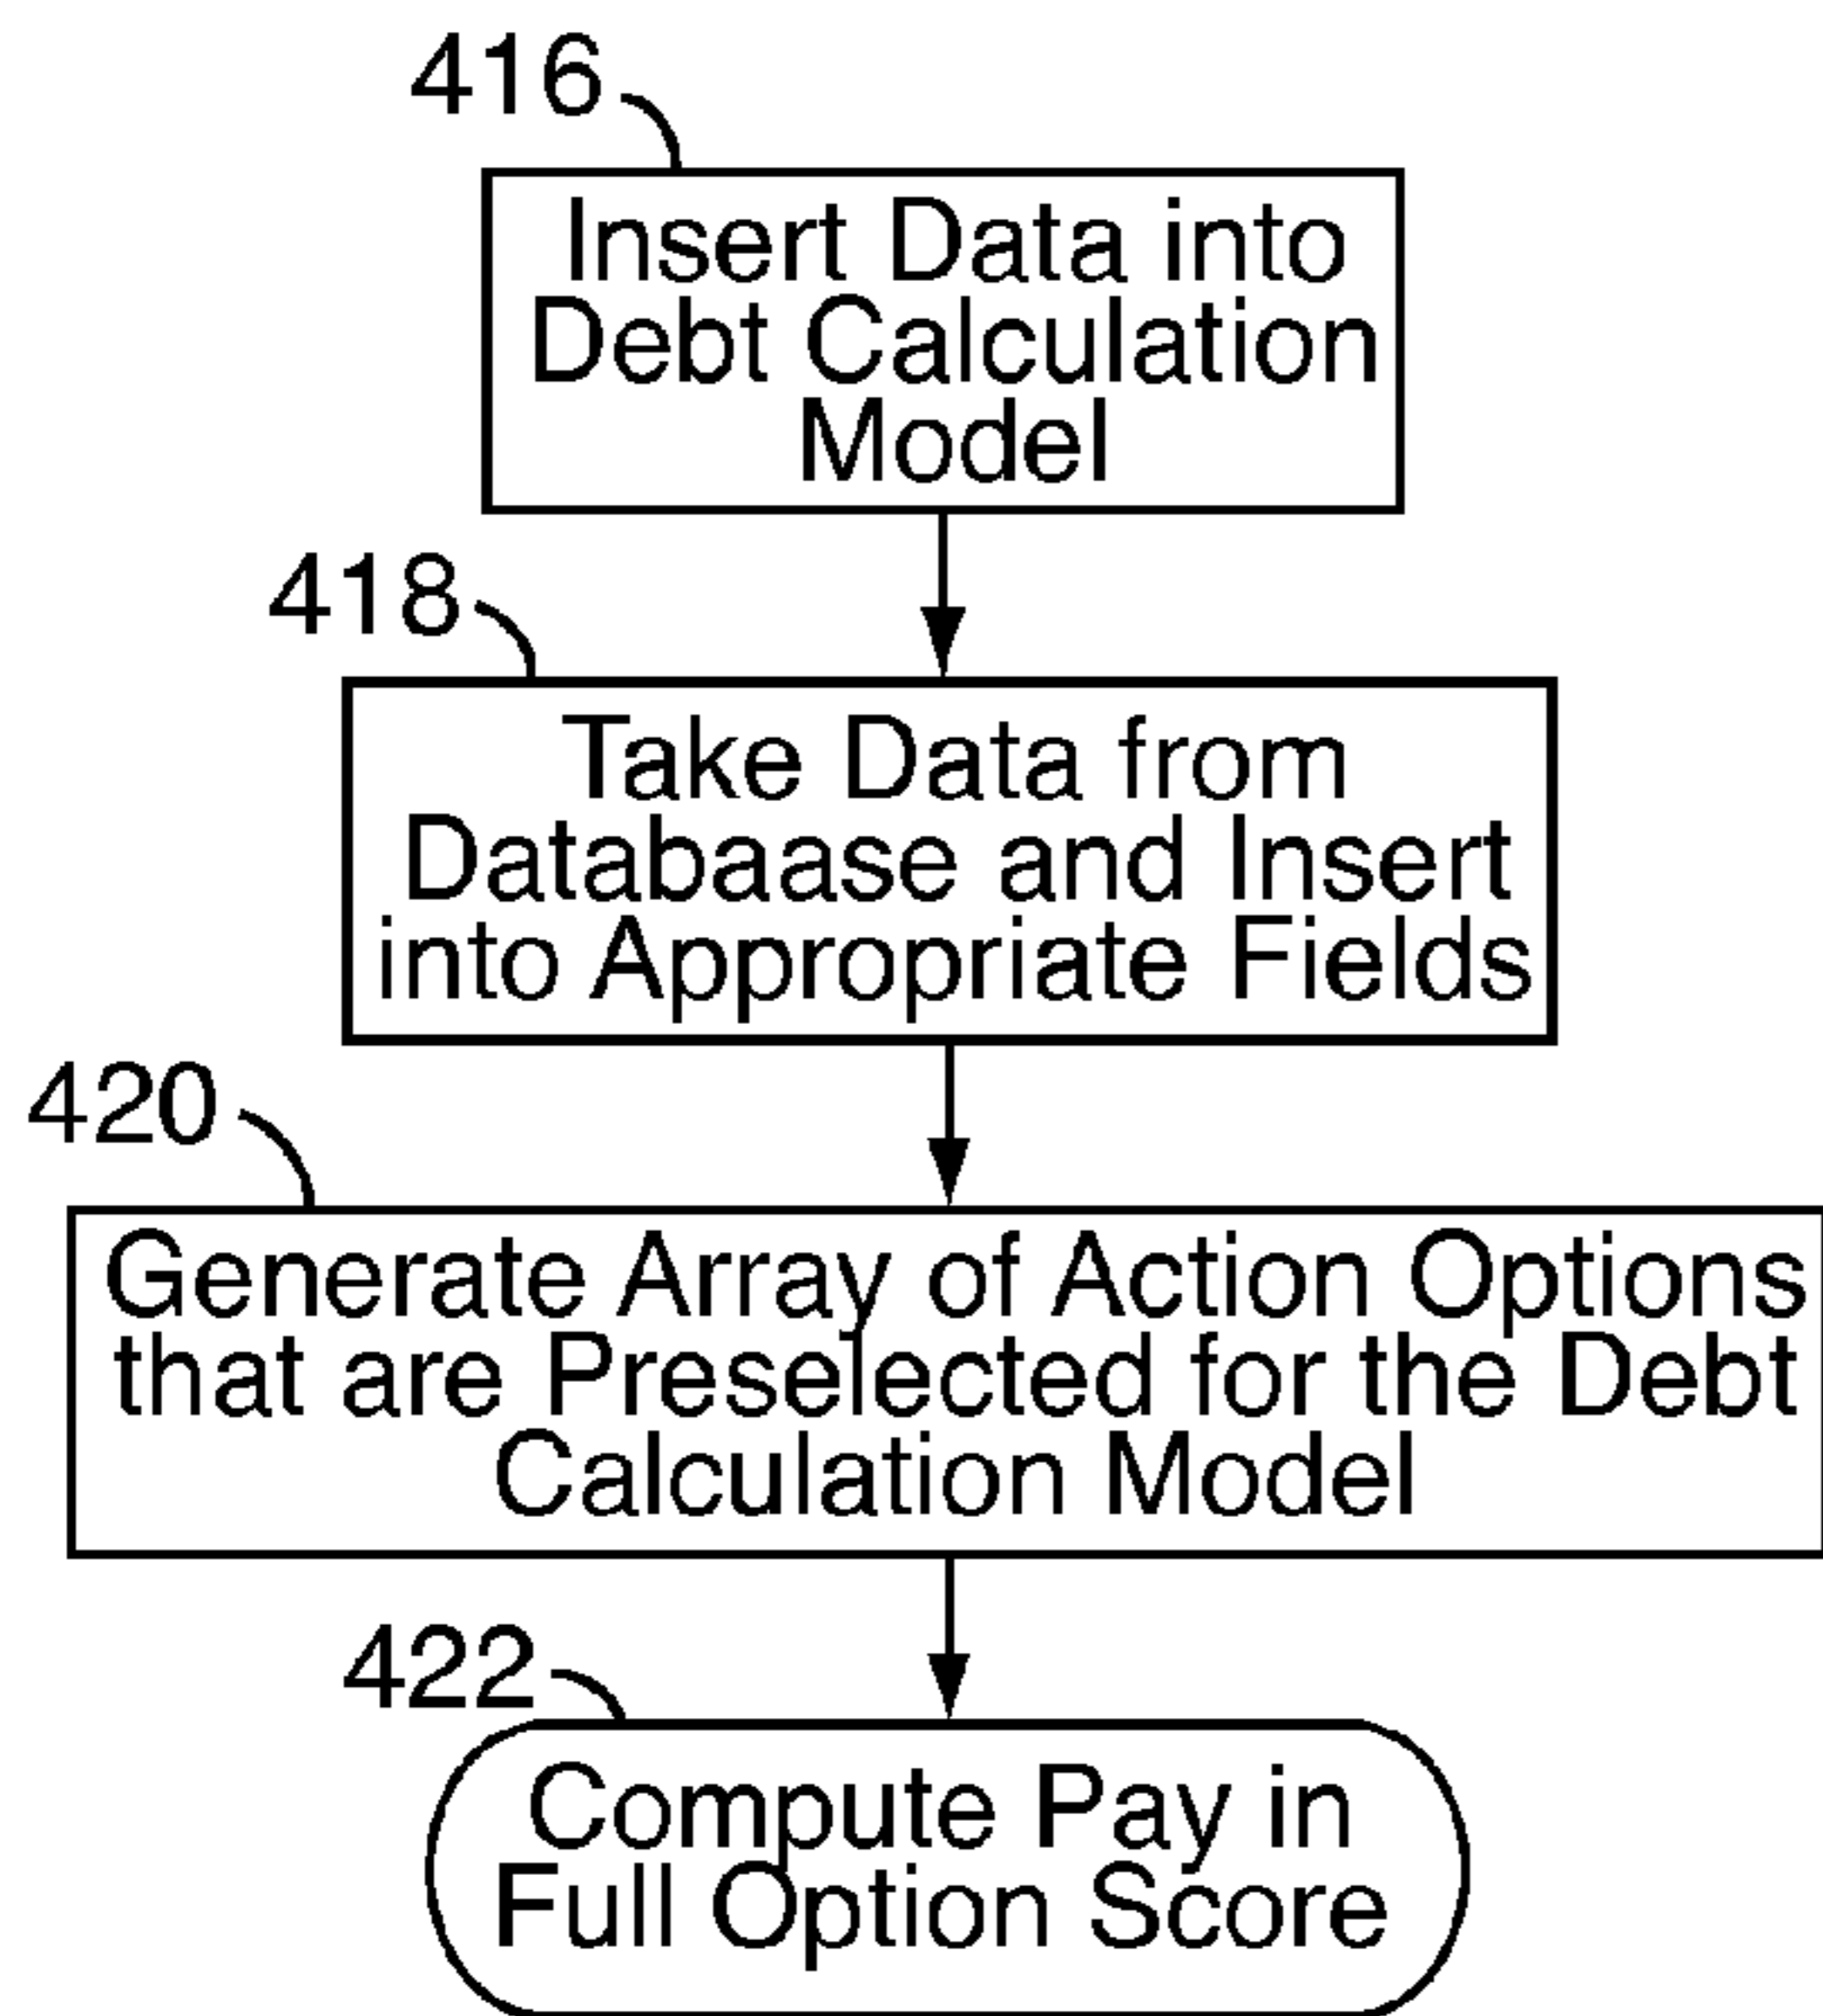 416
Insert Data into
Debt Calculation
Model
418
Take Data from
Databaase and Insert
into Appropriate Fields
420
Generate Array of Action Options
that are Preselected for the Debt
Calculation Model
422
Compute Pay in
Full Option Score